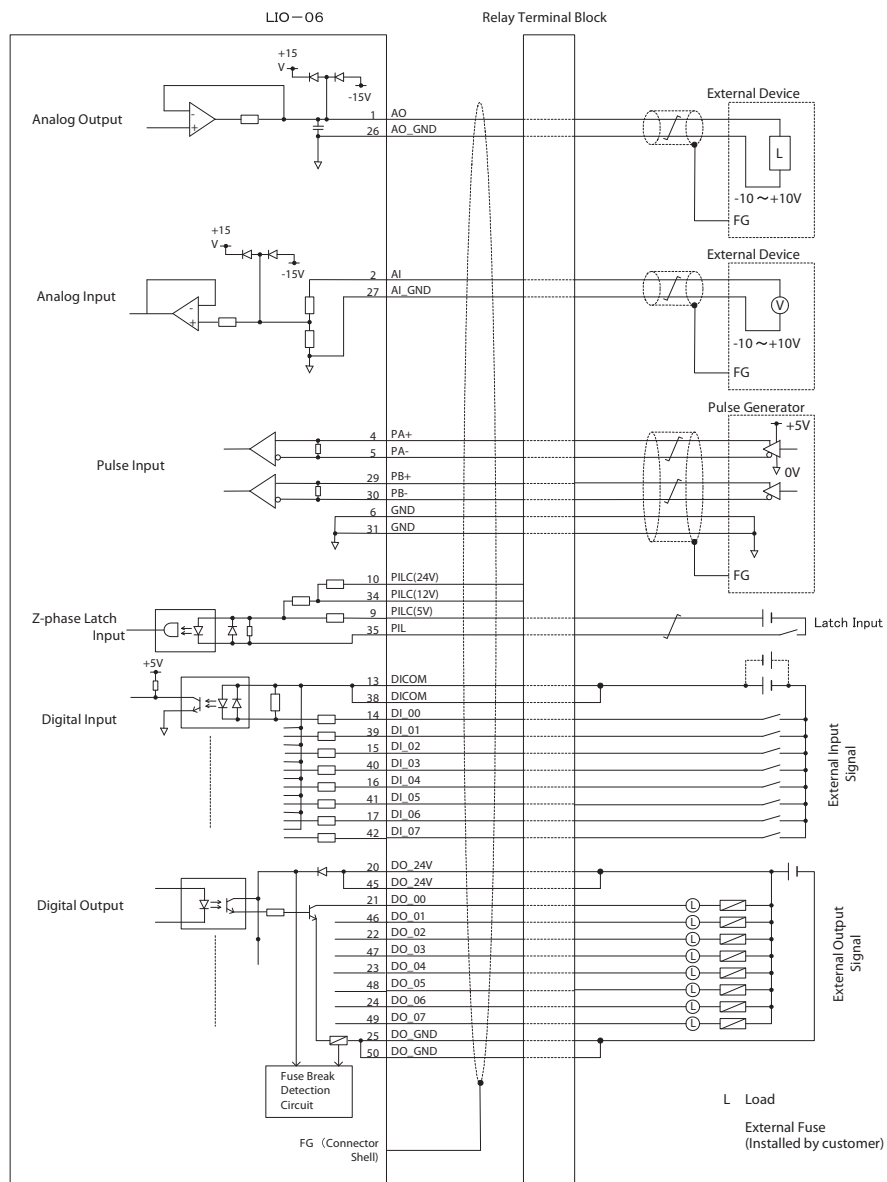 LIO－06
Relay Terminal Block
Analog Output
+15
V
-15V
1 AO
26 AO_GND
External Device
L
-10 ～+10V
FG
Analog Input
+15
V
-15V
2 AI
27 AI_GND
External Device
V
-10 ～+10V
FG
Pulse Input
4 PA+
5 PA-
29 PB+
30 PB-
6 GND
31 GND
Pulse Generator
+5V
0V
FG
Z-phase Latch
Input
10 PILC(24V)
34 PILC(12V)
9 PILC(5V)
35 PIL
Latch Input
Digital Input
+5V
13 DICOM
38 DICOM
14 DI_00
39 DI_01
15 DI_02
40 DI_03
16 DI_04
41 DI_05
17 DI_06
42 DI_07
External Input
Signal
Digital Output
20 DO_24V
45 DO_24V
21 DO_00
46 DO_01
22 DO_02
47 DO_03
23 DO_04
48 DO_05
24 DO_06
49 DO_07
25 DO_GND
50 DO_GND
L
L
L
L
L
L
L
L
External Output
Signal
Fuse Break
Detection
Circuit
FG （Connector
Shell)
L Load
External Fuse
(Installed by customer)